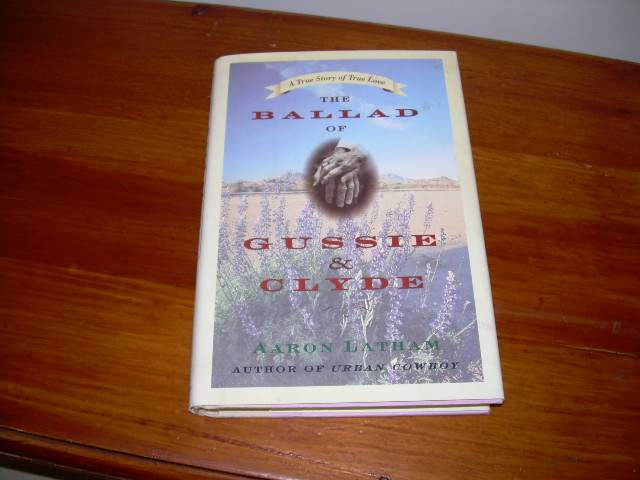 A True Story of True Love
THE
BALLAD
OF
GUSSIE
&
CLYDE
AARON LATHAM
AUTHOR OF URBAN COWBOY